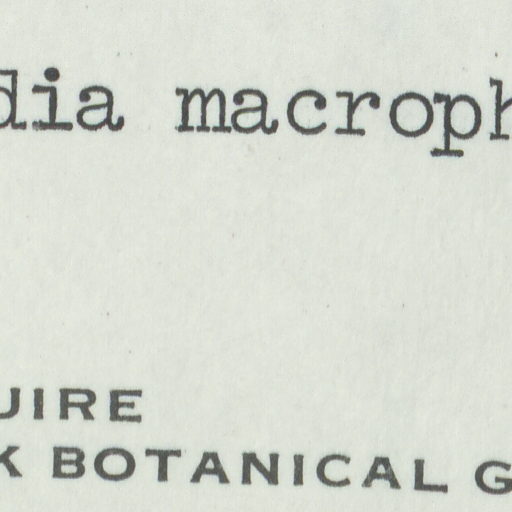 dia macroph
UIRE
K BOTANICAL G